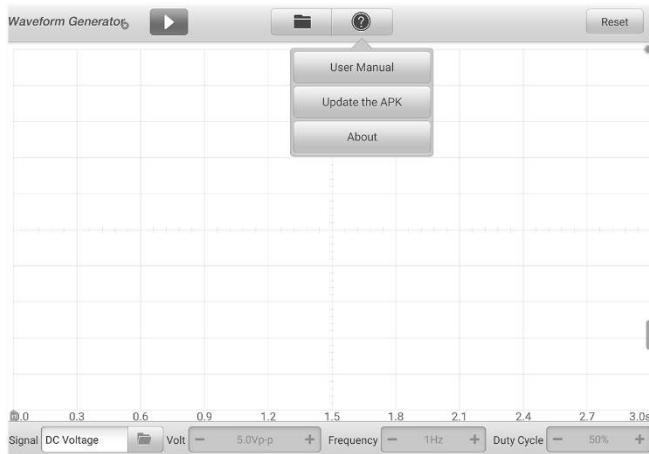 Waveform Generator Reset
User Manual
Update the APK
About
0.0 0.3 0.6 0.9 1.2 1.5 1.8 2.1 2.4 2.7 3.0s
Signal DC Voltage Volt − 5.0Vp-p + Frequency − 1Hz + Duty Cycle − 50% +